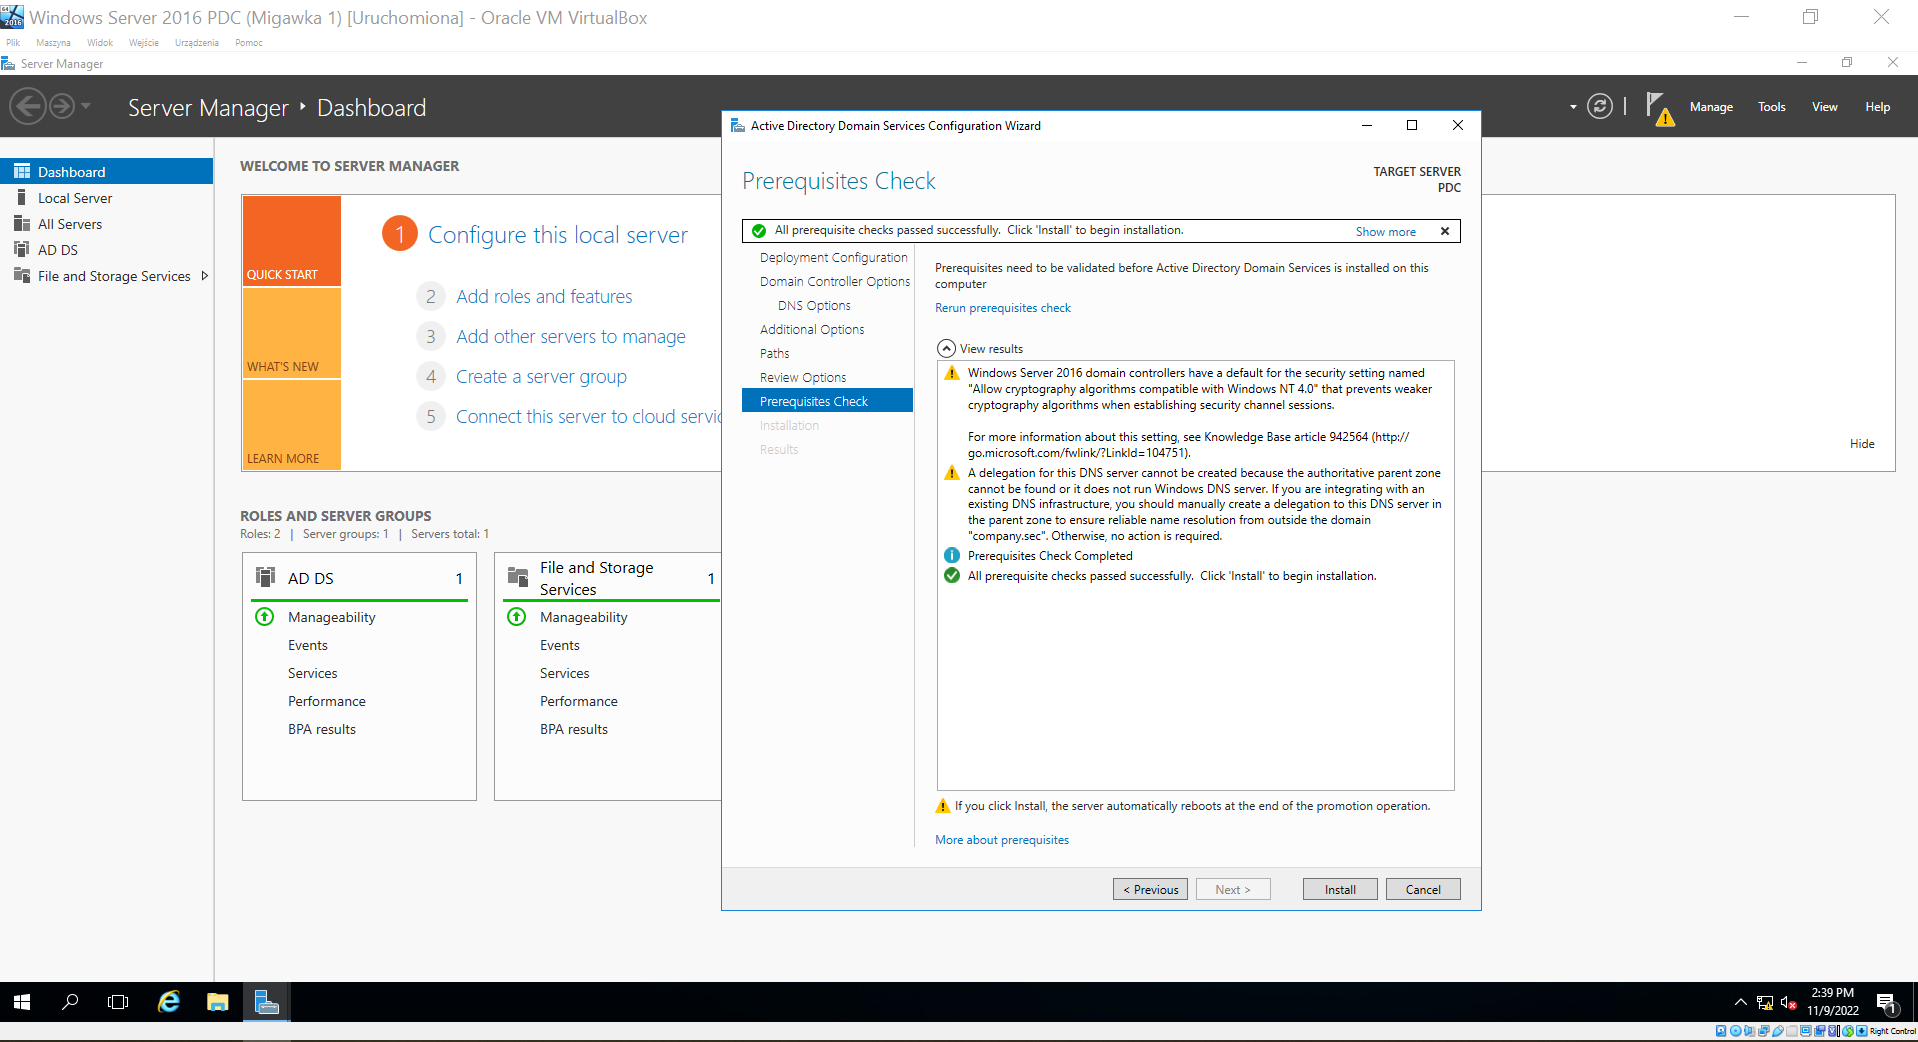 Windows Server 2016 PDC (Migawka 1) [Uruchomiona] - Oracle VM VirtualBox
Plik Maszyna Widok Wejście Urządzenia Pomoc
Server Manager
Server Manager ‣ Dashboard
Manage Tools View Help
Dashboard
Local Server
All Servers
AD DS
File and Storage Services
WELCOME TO SERVER MANAGER
QUICK START
WHAT'S NEW
LEARN MORE
1 Configure this local server
2 Add roles and features
3 Add other servers to manage
4 Create a server group
5 Connect this server to cloud servic
Hide
ROLES AND SERVER GROUPS
Roles: 2 | Server groups: 1 | Servers total: 1
AD DS 1
Manageability
Events
Services
Performance
BPA results
File and Storage Services 1
Manageability
Events
Services
Performance
BPA results
Active Directory Domain Services Configuration Wizard
Prerequisites Check
TARGET SERVER
PDC
All prerequisite checks passed successfully. Click 'Install' to begin installation.
Show more
Deployment Configuration
Domain Controller Options
DNS Options
Additional Options
Paths
Review Options
Prerequisites Check
Installation
Results
Prerequisites need to be validated before Active Directory Domain Services is installed on this
computer
Rerun prerequisites check
View results
Windows Server 2016 domain controllers have a default for the security setting named
"Allow cryptography algorithms compatible with Windows NT 4.0" that prevents weaker
cryptography algorithms when establishing security channel sessions.
For more information about this setting, see Knowledge Base article 942564 (http://
go.microsoft.com/fwlink/?LinkId=104751).
A delegation for this DNS server cannot be created because the authoritative parent zone
cannot be found or it does not run Windows DNS server. If you are integrating with an
existing DNS infrastructure, you should manually create a delegation to this DNS server in
the parent zone to ensure reliable name resolution from outside the domain
"company.sec". Otherwise, no action is required.
Prerequisites Check Completed
All prerequisite checks passed successfully. Click 'Install' to begin installation.
If you click Install, the server automatically reboots at the end of the promotion operation.
More about prerequisites
< Previous Next > Install Cancel
2:39 PM
11/9/2022
1
Right Control